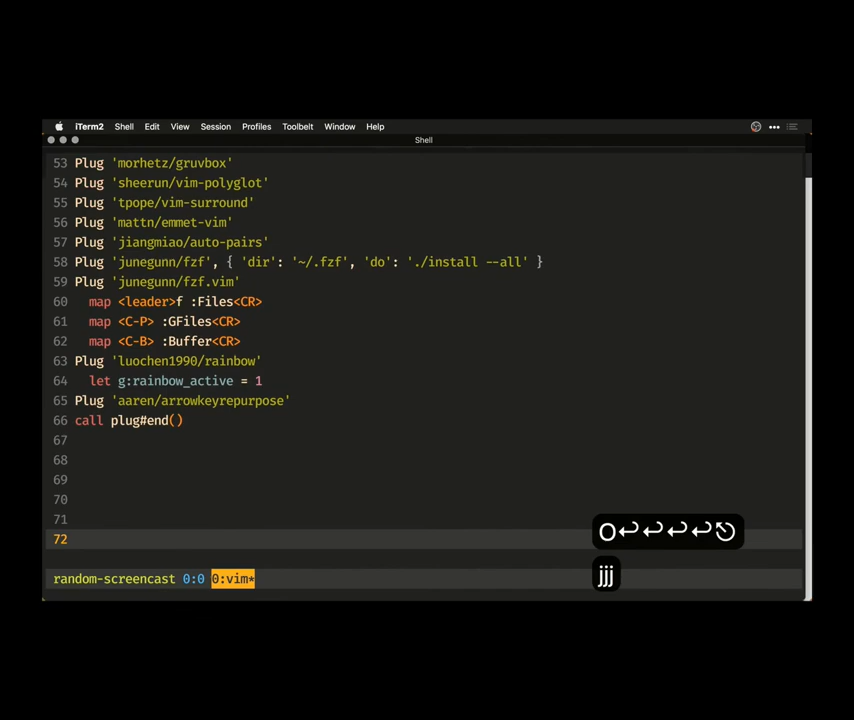 iTerm2 Shell Edit View Session Profiles Toolbelt Window Help
Shell
53 Plug 'morhetz/gruvbox'
54 Plug 'sheerun/vim-polyglot'
55 Plug 'tpope/vim-surround'
56 Plug 'mattn/emmet-vim'
57 Plug 'jiangmiao/auto-pairs'
58 Plug 'junegunn/fzf', { 'dir': '~/.fzf', 'do': './install --all' }
59 Plug 'junegunn/fzf.vim'
60 map <leader>f :Files<CR>
61 map <C-P> :GFiles<CR>
62 map <C-B> :Buffer<CR>
63 Plug 'luochen1990/rainbow'
64 let g:rainbow_active = 1
65 Plug 'aaren/arrowkeyrepurpose'
66 call plug#end()
67
68
69
70
71
72
O↩↩↩↩⎋
jjj
random-screencast 0:0 0:vim*